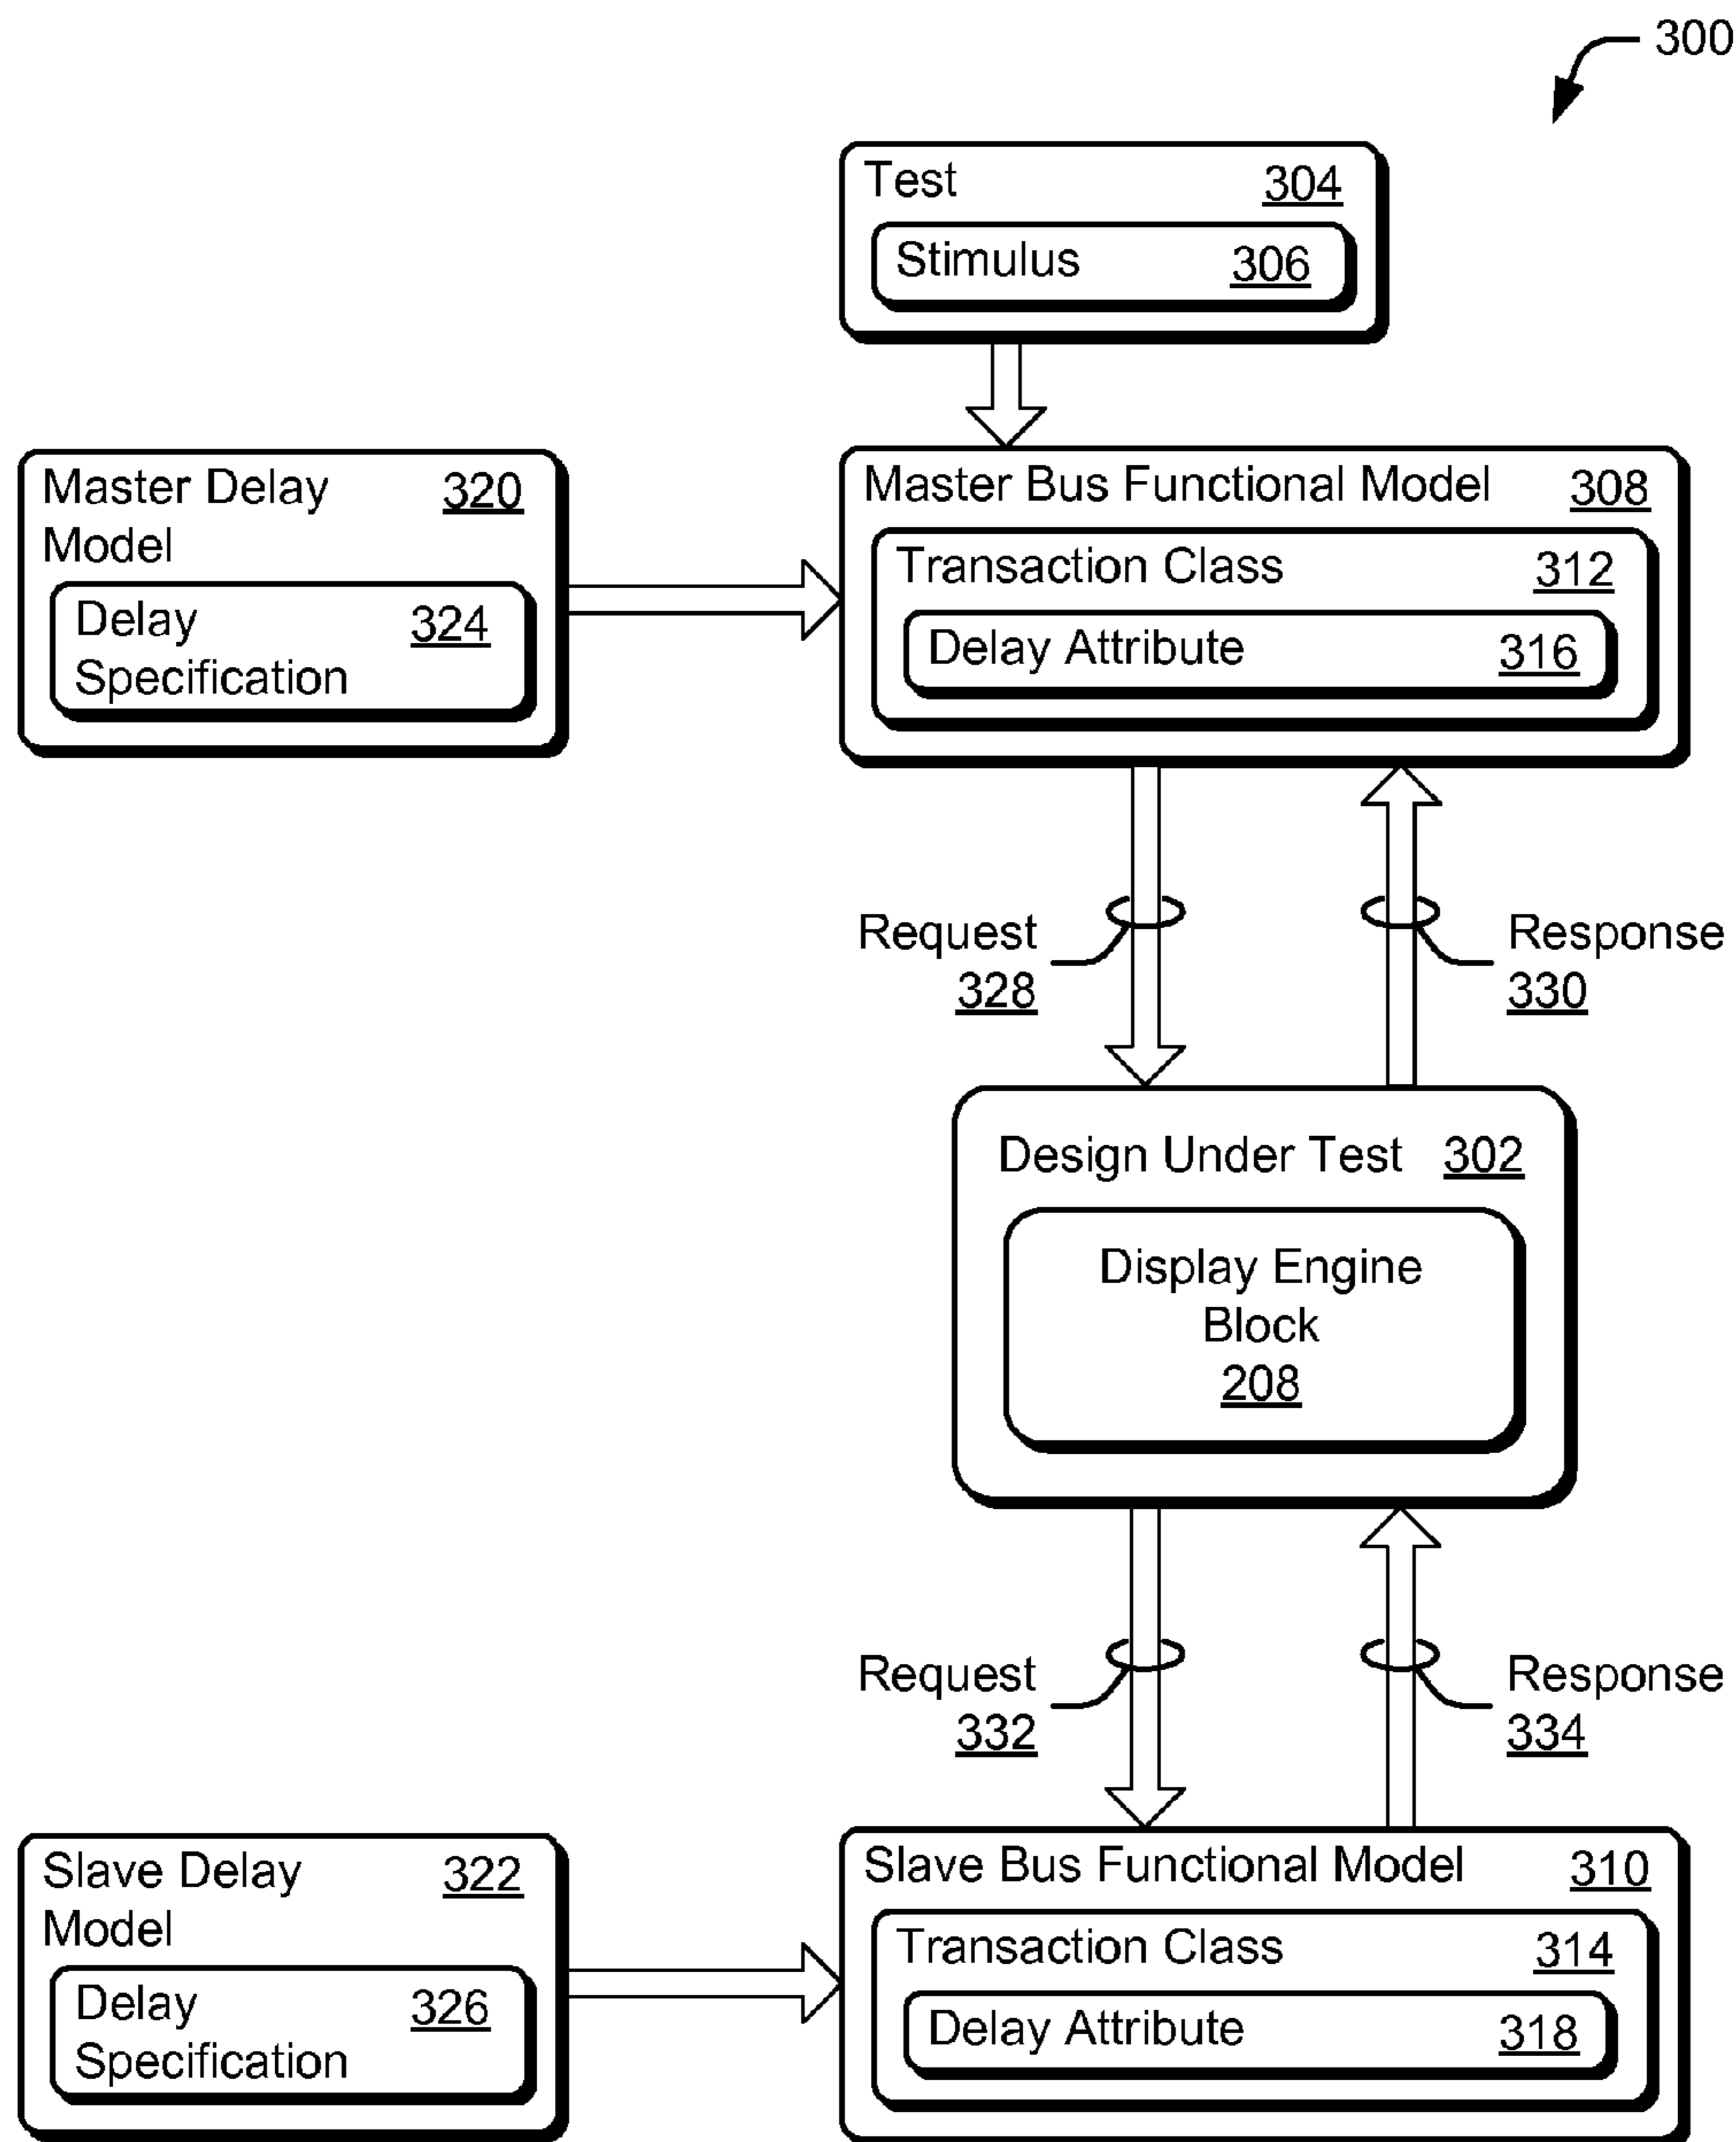 300
Test 304
Stimulus 306
Master Delay 320
Model
Delay 324
Specification
Master Bus Functional Model 308
Transaction Class 312
Delay Attribute 316
Request
328
Response
330
Design Under Test 302
Display Engine
Block
208
Request
332
Response
334
Slave Delay 322
Model
Delay 326
Specification
Slave Bus Functional Model 310
Transaction Class 314
Delay Attribute 318